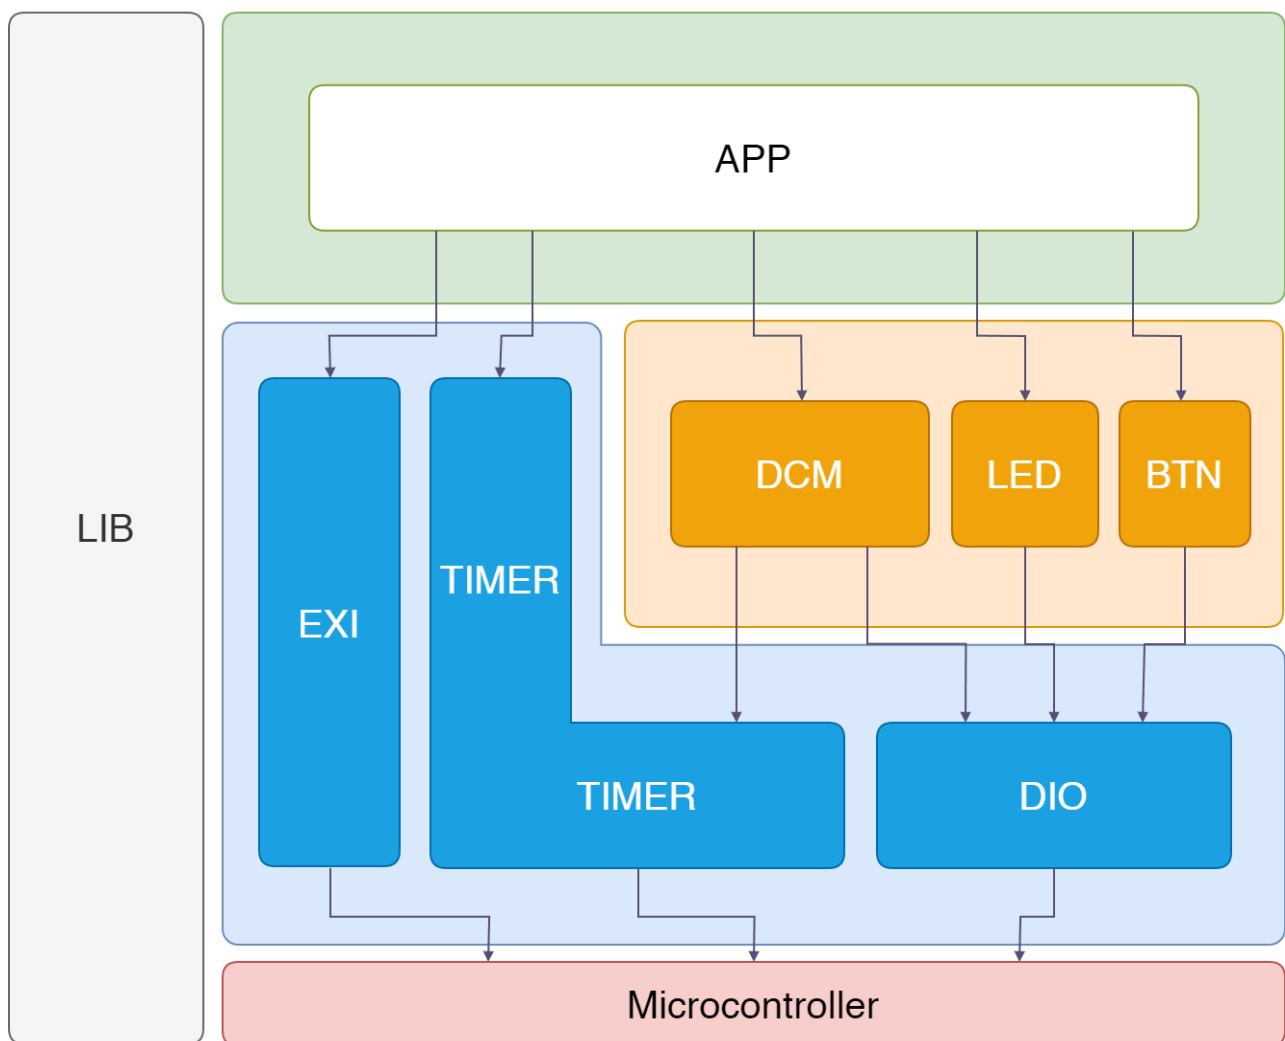 APP
DCM
LED
BTN
LIB
TIMER
EXI
TIMER
DIO
Microcontroller